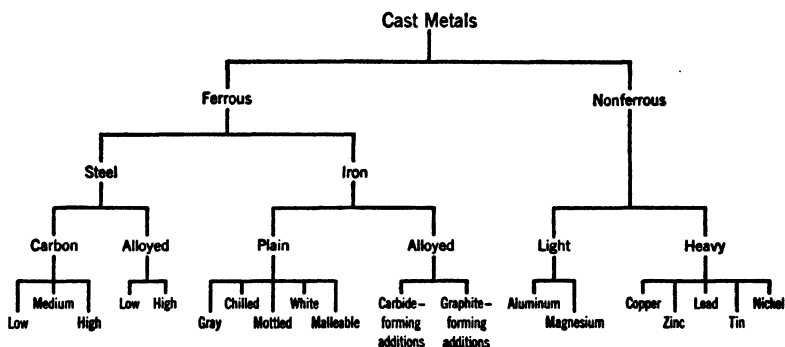 Cast Metals
Ferrous
Nonferrous
Steel
Iron
Carbon
Alloyed
Plain
Alloyed
Light
Heavy
Low
Medium
High
Low
High
Gray
Chilled
Mottled
White
Malleable
Carbide-
forming
additions
Graphite-
forming
additions
Aluminum
Magnesium
Copper
Zinc
Lead
Tin
Nickel